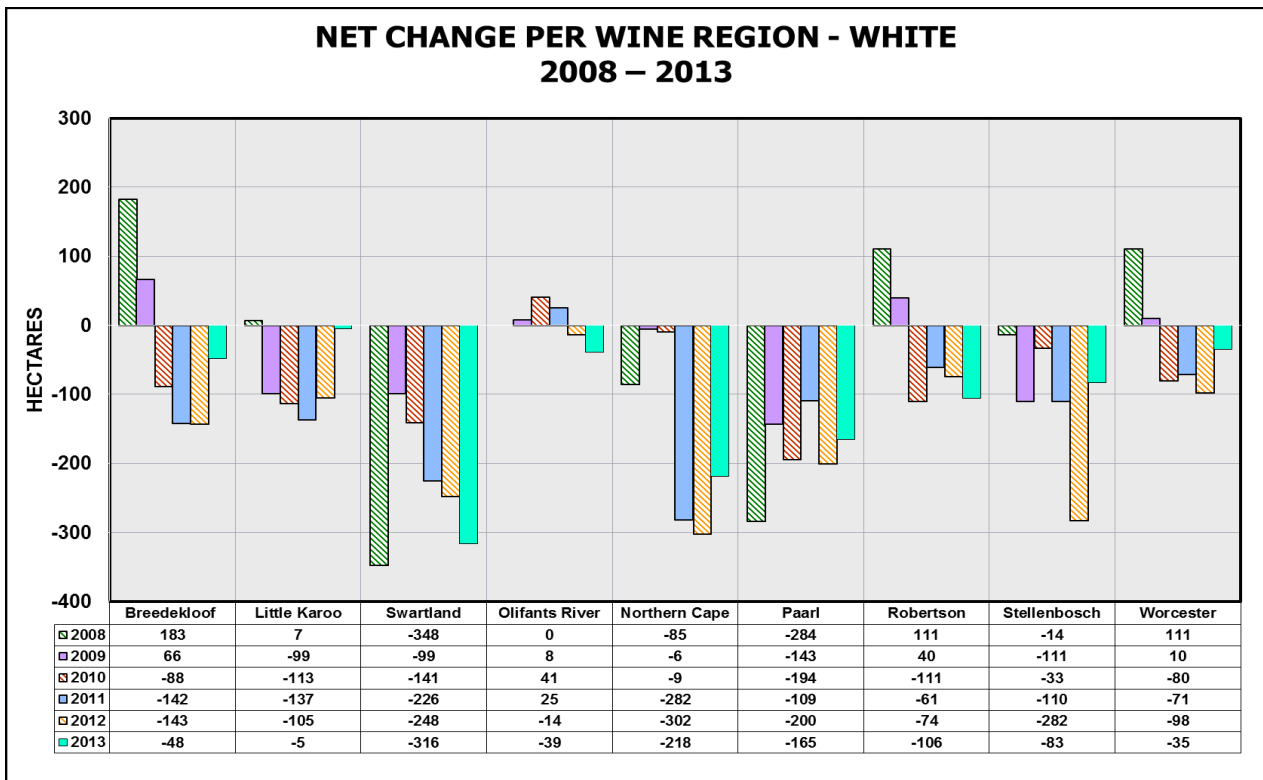 NET CHANGE PER WINE REGION - WHITE
2008 – 2013
HECTARES
300
200
100
0
-100
-200
-300
-400
Breedekloof Little Karoo Swartland Olifants River Northern Cape Paarl Robertson Stellenbosch Worcester
2008 183 7 -348 0 -85 -284 111 -14 111
2009 66 -99 -99 8 -6 -143 40 -111 10
2010 -88 -113 -141 41 -9 -194 -111 -33 -80
2011 -142 -137 -226 25 -282 -109 -61 -110 -71
2012 -143 -105 -248 -14 -302 -200 -74 -282 -98
2013 -48 -5 -316 -39 -218 -165 -106 -83 -35